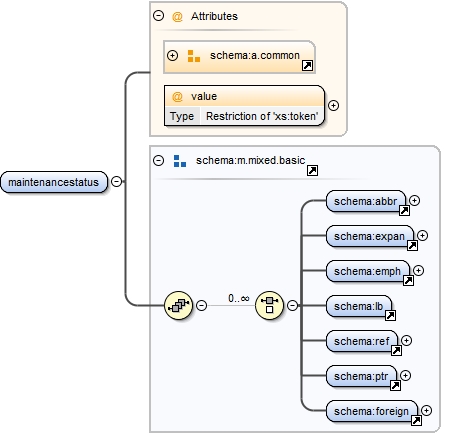 @ Attributes
schema:a.common
@ value
Type Restriction of 'xs:token'
maintenancestatus
schema:m.mixed.basic
schema:abbr
schema:expan
schema:emph
0..∞
schema:lb
schema:ref
schema:ptr
schema:foreign